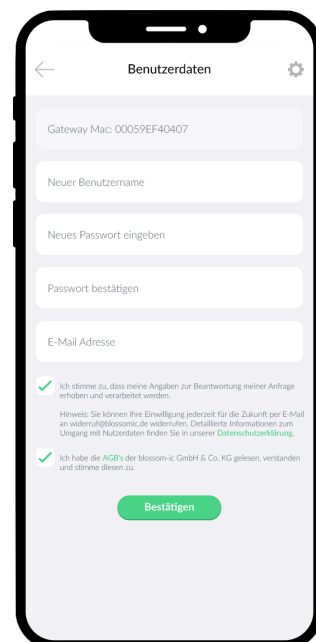 Benutzerdaten
Gateway Mac: 00059EF40407
Neuer Benutzername
Neues Passwort eingeben
Passwort bestätigen
E-Mail Adresse
Ich stimme zu, dass meine Angaben zur Beantwortung meiner Anfrage
erhoben und verarbeitet werden.
Hinweis: Sie können Ihre Einwilligung jederzeit für die Zukunft per E-Mail
an widerruf@blossomic.de widerrufen. Detaillierte Informationen zum
Umgang mit Nutzerdaten finden Sie in unserer Datenschutzerklärung.
Ich habe die AGB's der blossom-ic GmbH & Co. KG gelesen, verstanden
und stimme diesen zu.
Bestätigen